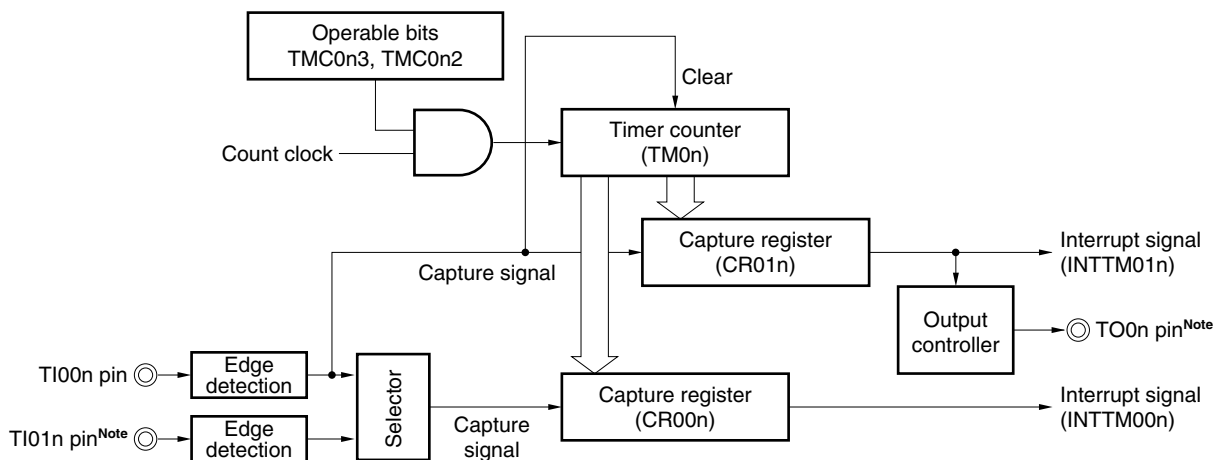 Operable bits
TMC0n3, TMC0n2
Clear
Timer counter
(TM0n)
Count clock
Capture register
(CR01n)
Interrupt signal
(INTTM01n)
Capture signal
Output
controller
TO0n pinNote
TI00n pin
Edge
detection
Selector
Capture register
(CR00n)
Interrupt signal
(INTTM00n)
TI01n pinNote
Edge
detection
Capture
signal